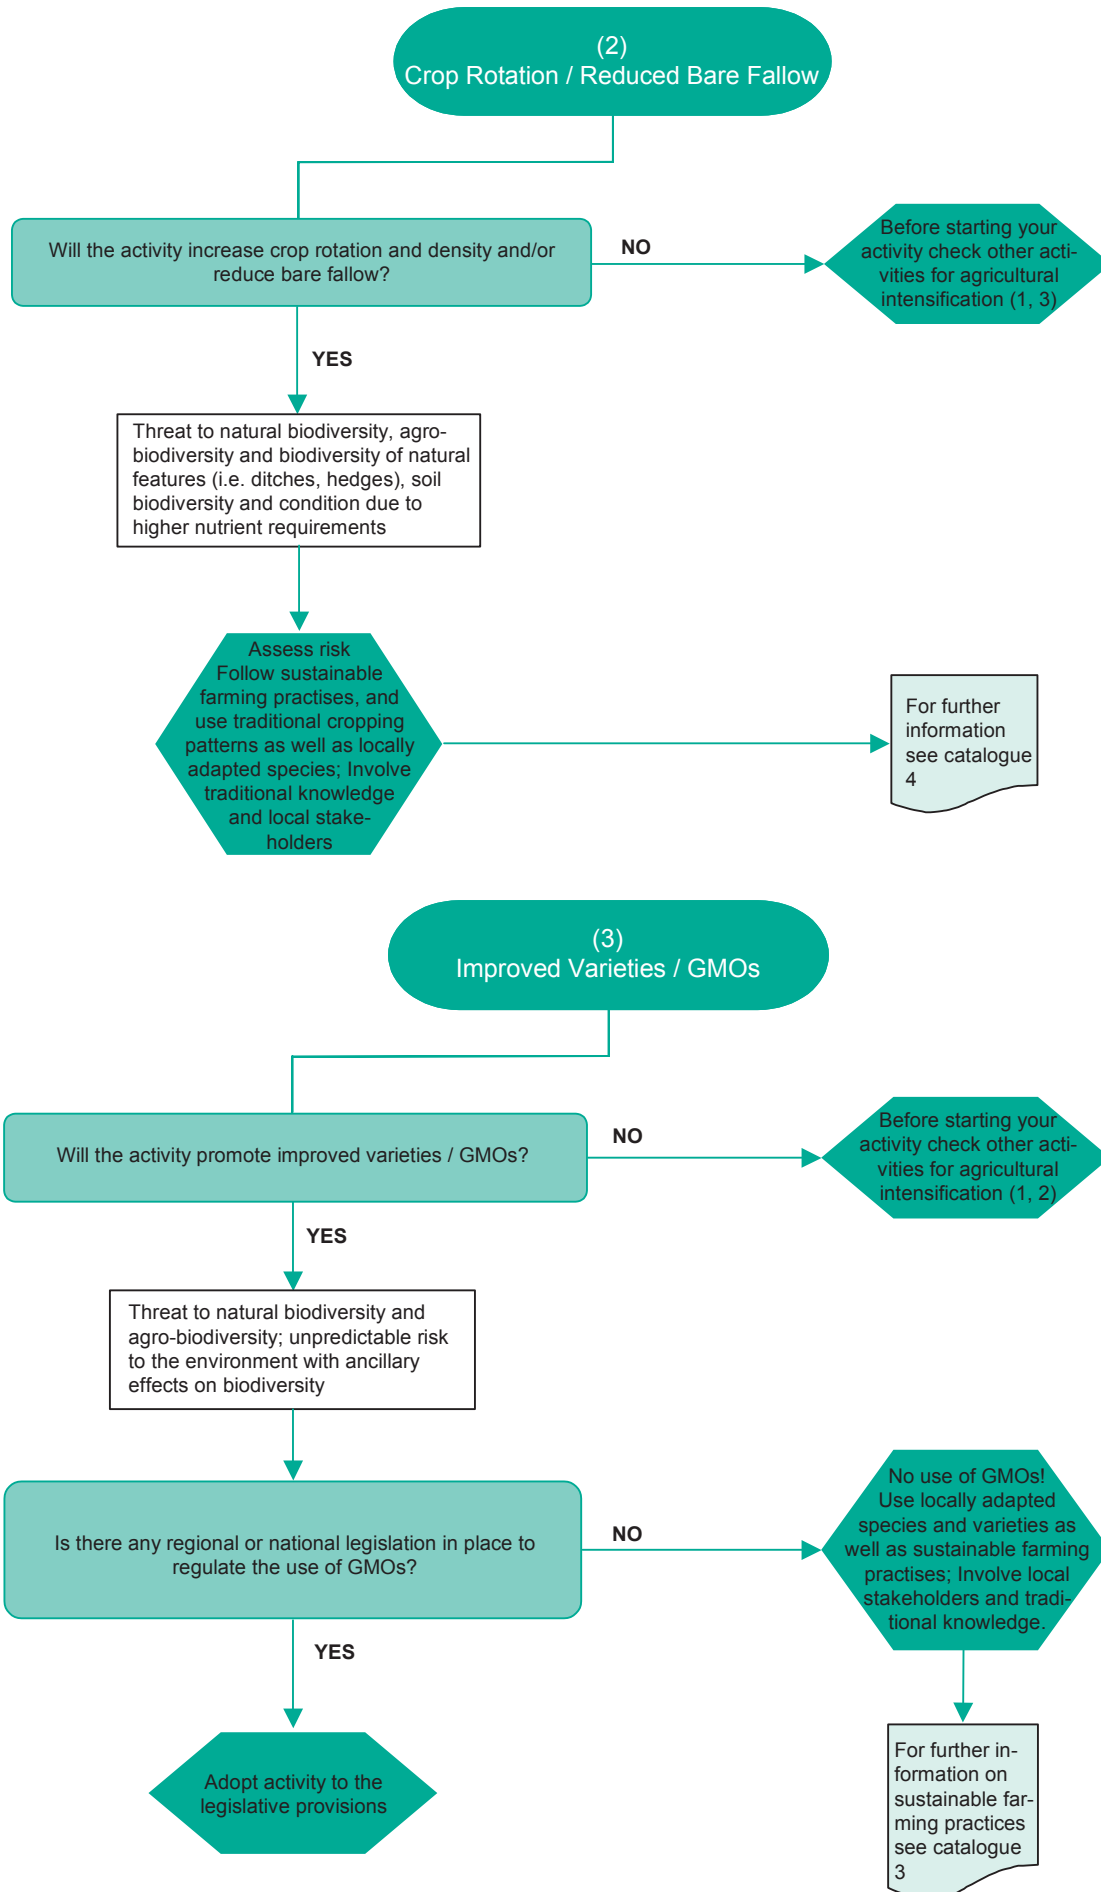 (2)
Crop Rotation / Reduced Bare Fallow
Will the activity increase crop rotation and density and/or
reduce bare fallow?
NO
Before starting your
activity check other acti-
vities for agricultural
intensification (1, 3)
YES
Threat to natural biodiversity, agro-
biodiversity and biodiversity of natural
features (i.e. ditches, hedges), soil
biodiversity and condition due to
higher nutrient requirements
Assess risk
Follow sustainable
farming practises, and
use traditional cropping
patterns as well as locally
adapted species; Involve
traditional knowledge
and local stake-
holders
For further
information
see catalogue
4
(3)
Improved Varieties / GMOs
Will the activity promote improved varieties / GMOs?
NO
Before starting your
activity check other acti-
vities for agricultural
intensification (1, 2)
YES
Threat to natural biodiversity and
agro-biodiversity; unpredictable risk
to the environment with ancillary
effects on biodiversity
Is there any regional or national legislation in place to
regulate the use of GMOs?
NO
No use of GMOs!
Use locally adapted
species and varieties as
well as sustainable farming
practises; Involve local
stakeholders and tradi-
tional knowledge.
YES
Adopt activity to the
legislative provisions
For further in-
formation on
sustainable far-
ming practices
see catalogue
3